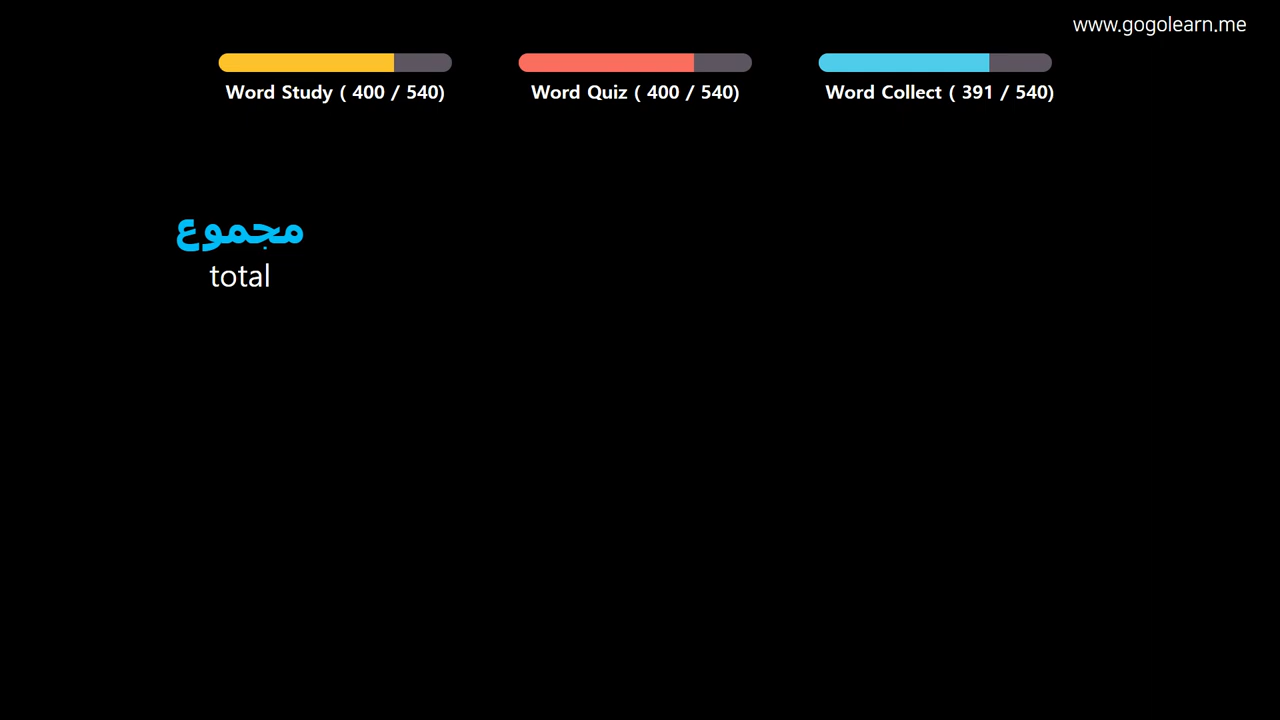 www.gogolearn.me
Word Study ( 400 / 540)
Word Quiz ( 400 / 540)
Word Collect ( 391 / 540)
مجموع
total